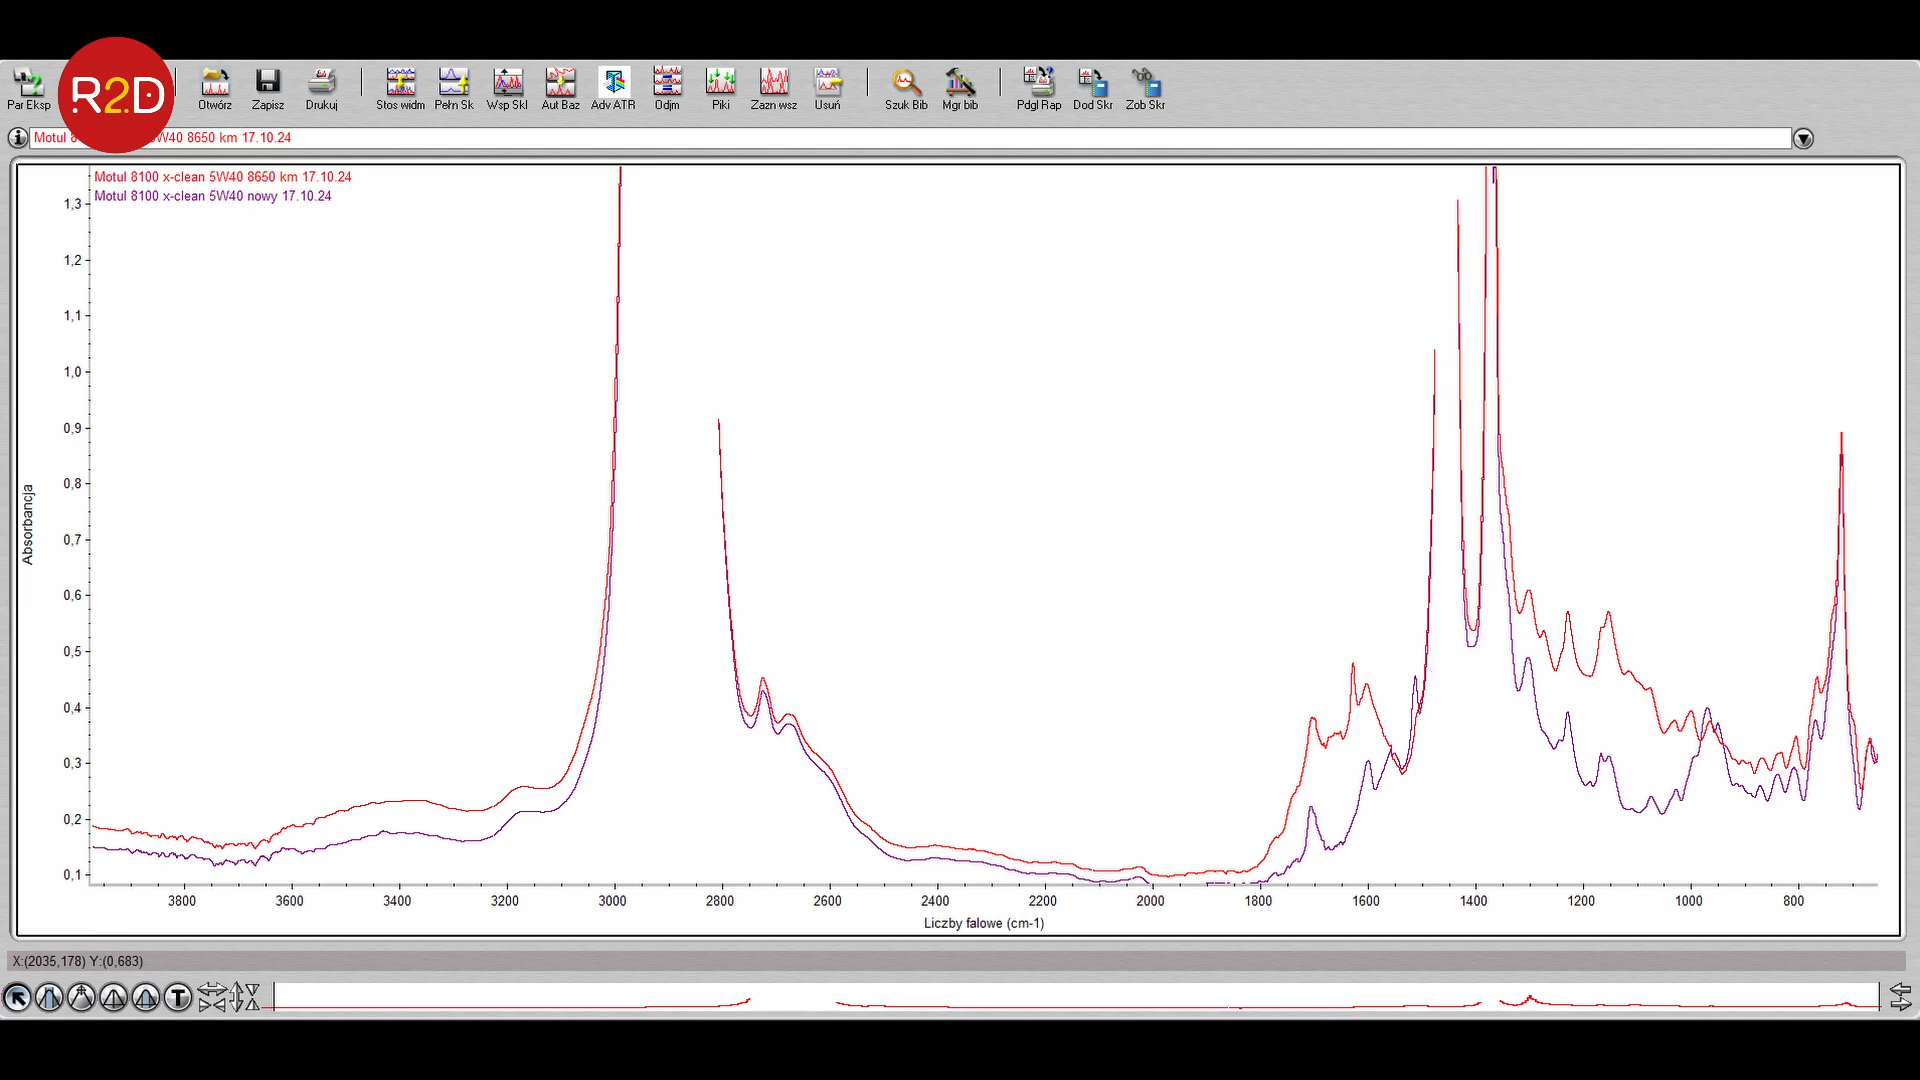 R2D
Par Eksp Otwórz Zapisz Drukuj Stos widm Pełn Sk Wsp Skl Aut Baz Adv ATR Odjm Piki Zazn wsz Usuń Szuk Bib Mgr bib Pdgl Rap Dod Skr Zob Skr
Motul 8 5W40 8650 km 17.10.24
Motul 8100 x-clean 5W40 8650 km 17.10.24
Motul 8100 x-clean 5W40 nowy 17.10.24
1,3
1,2
1,1
1,0
0,9
0,8
0,7
0,6
0,5
0,4
0,3
0,2
0,1
Absorbancja
3800 3600 3400 3200 3000 2800 2600 2400 2200 2000 1800 1600 1400 1200 1000 800
Liczby falowe (cm-1)
X:(2035,178) Y:(0,683)
T